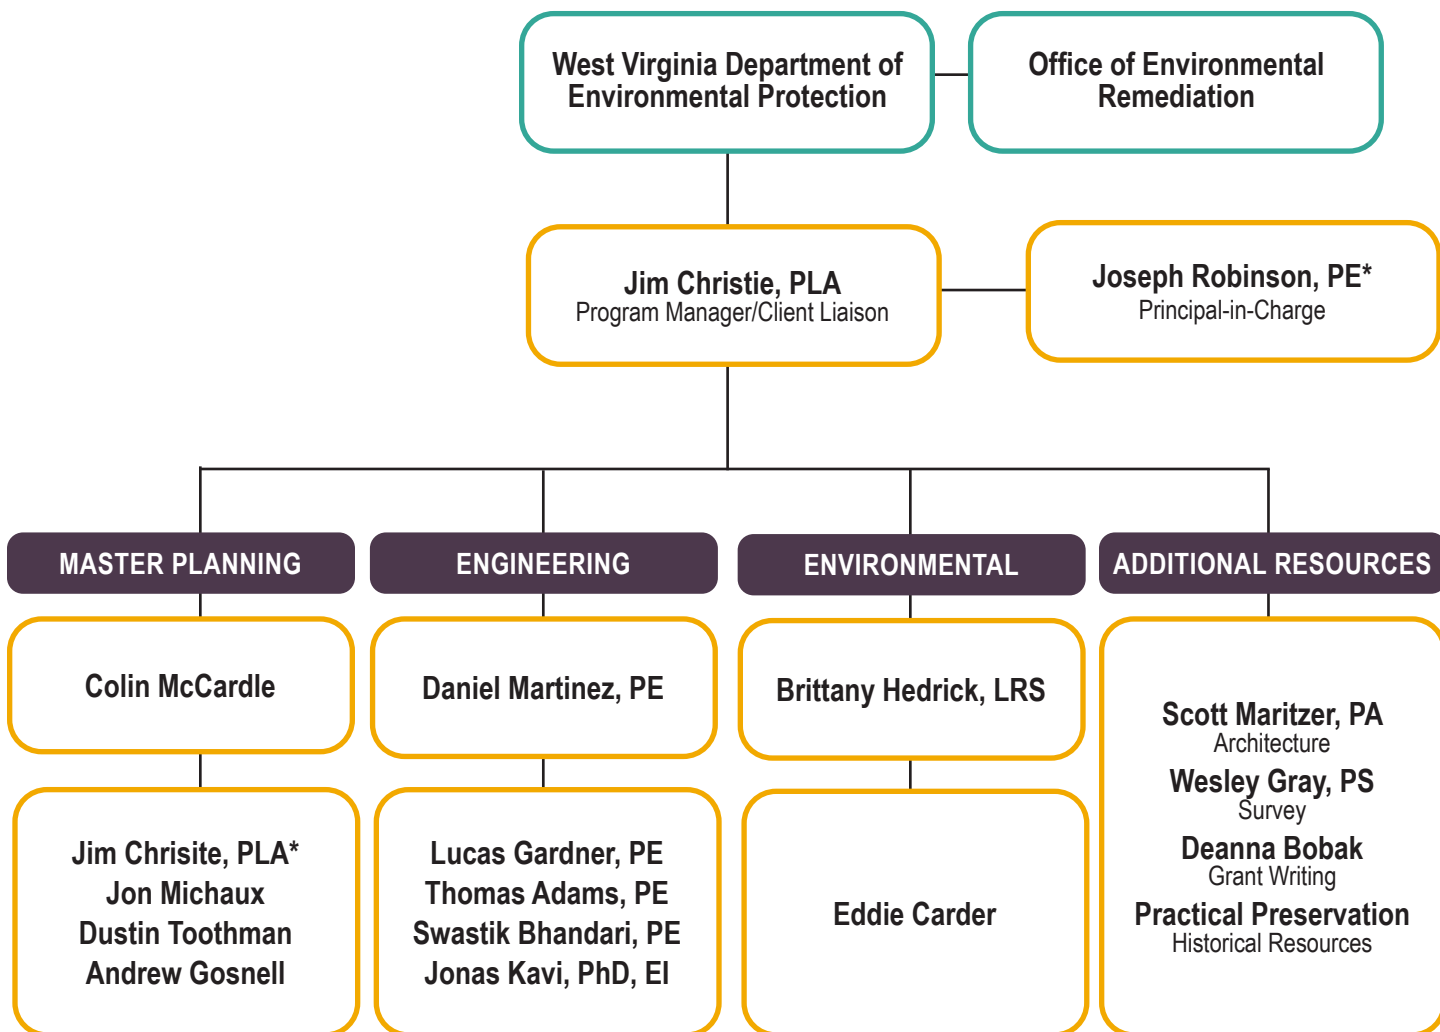 West Virginia Department of
Environmental Protection
Office of Environmental
Remediation
Jim Christie, PLA
Program Manager/Client Liaison
Joseph Robinson, PE*
Principal-in-Charge
MASTER PLANNING
Colin McCardle
Jim Chrisite, PLA*
Jon Michaux
Dustin Toothman
Andrew Gosnell
ENGINEERING
Daniel Martinez, PE
Lucas Gardner, PE
Thomas Adams, PE
Swastik Bhandari, PE
Jonas Kavi, PhD, EI
ENVIRONMENTAL
Brittany Hedrick, LRS
Eddie Carder
ADDITIONAL RESOURCES
Scott Maritzer, PA
Architecture
Wesley Gray, PS
Survey
Deanna Bobak
Grant Writing
Practical Preservation
Historical Resources